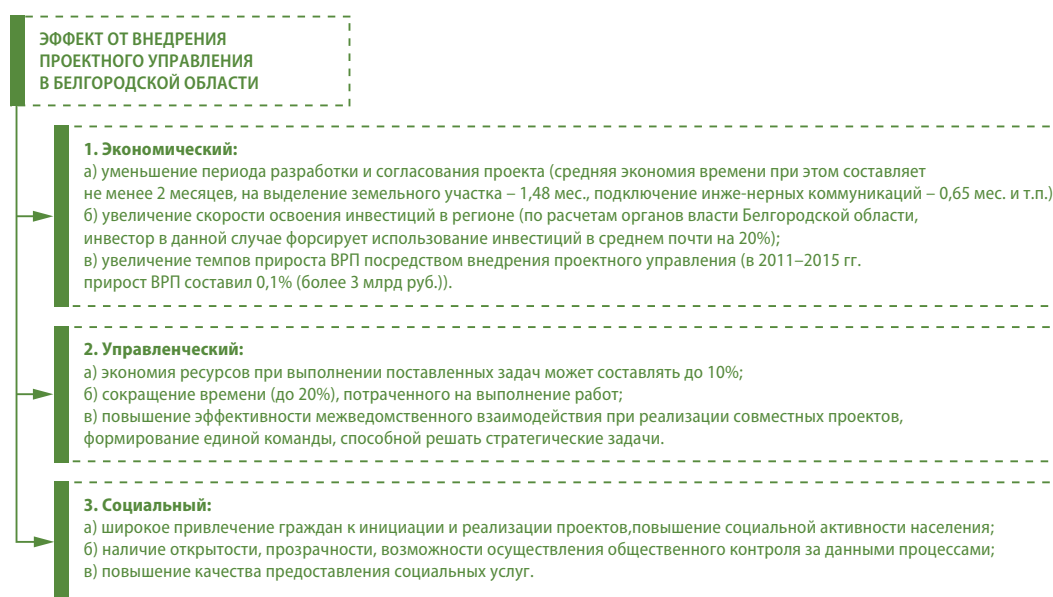 ЭФФЕКТ ОТ ВНЕДРЕНИЯ
ПРОЕКТНОГО УПРАВЛЕНИЯ
В БЕЛГОРОДСКОЙ ОБЛАСТИ
1. Экономический:
а) уменьшение периода разработки и согласования проекта (средняя экономия времени при этом составляет
не менее 2 месяцев, на выделение земельного участка – 1,48 мес., подключение инже-нерных коммуникаций – 0,65 мес. и т.п.)
б) увеличение скорости освоения инвестиций в регионе (по расчетам органов власти Белгородской области,
инвестор в данной случае форсирует использование инвестиций в среднем почти на 20%);
в) увеличение темпов прироста ВРП посредством внедрения проектного управления (в 2011–2015 гг.
прирост ВРП составил 0,1% (более 3 млрд руб.)).
2. Управленческий:
а) экономия ресурсов при выполнении поставленных задач может составлять до 10%;
б) сокращение времени (до 20%), потраченного на выполнение работ;
в) повышение эффективности межведомственного взаимодействия при реализации совместных проектов,
формирование единой команды, способной решать стратегические задачи.
3. Социальный:
а) широкое привлечение граждан к инициации и реализации проектов,повышение социальной активности населения;
б) наличие открытости, прозрачности, возможности осуществления общественного контроля за данными процессами;
в) повышение качества предоставления социальных услуг.